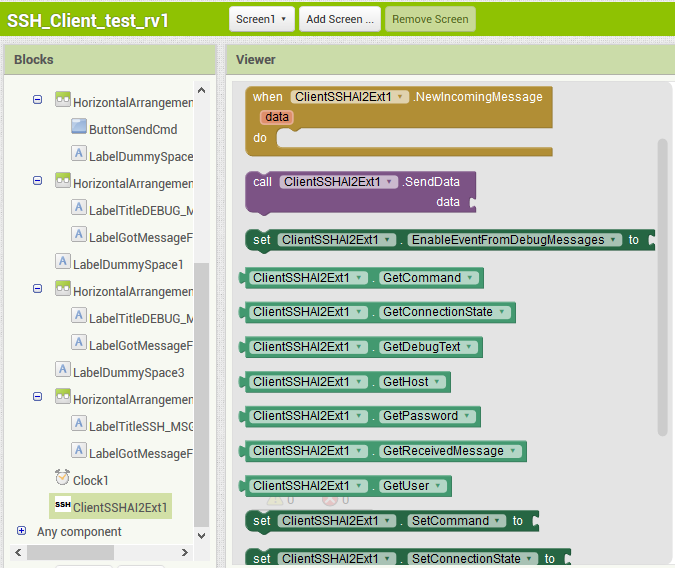 SSH_Client_test_rv1
Screen1
Add Screen ...
Remove Screen
Blocks
HorizontalArrangemen
ButtonSendCmd
LabelDummySpace
HorizontalArrangemen
LabelTitleDEBUG_M
LabelGotMessageF
LabelDummySpace1
HorizontalArrangemen
LabelTitleDEBUG_M
LabelGotMessageF
LabelDummySpace3
HorizontalArrangemen
LabelTitleSSH_MSG
LabelGotMessageF
Clock1
SSH ClientSSHAI2Ext1
Any component
Viewer
when ClientSSHAI2Ext1 .NewIncomingMessage
data
do
call ClientSSHAI2Ext1 .SendData
data
set ClientSSHAI2Ext1 . EnableEventFromDebugMessages to
ClientSSHAI2Ext1 . GetCommand
ClientSSHAI2Ext1 . GetConnectionState
ClientSSHAI2Ext1 . GetDebugText
ClientSSHAI2Ext1 . GetHost
ClientSSHAI2Ext1 . GetPassword
ClientSSHAI2Ext1 . GetReceivedMessage
ClientSSHAI2Ext1 . GetUser
0 0
set ClientSSHAI2Ext1 . SetCommand to
set ClientSSHAI2Ext1 . SetConnectionState to